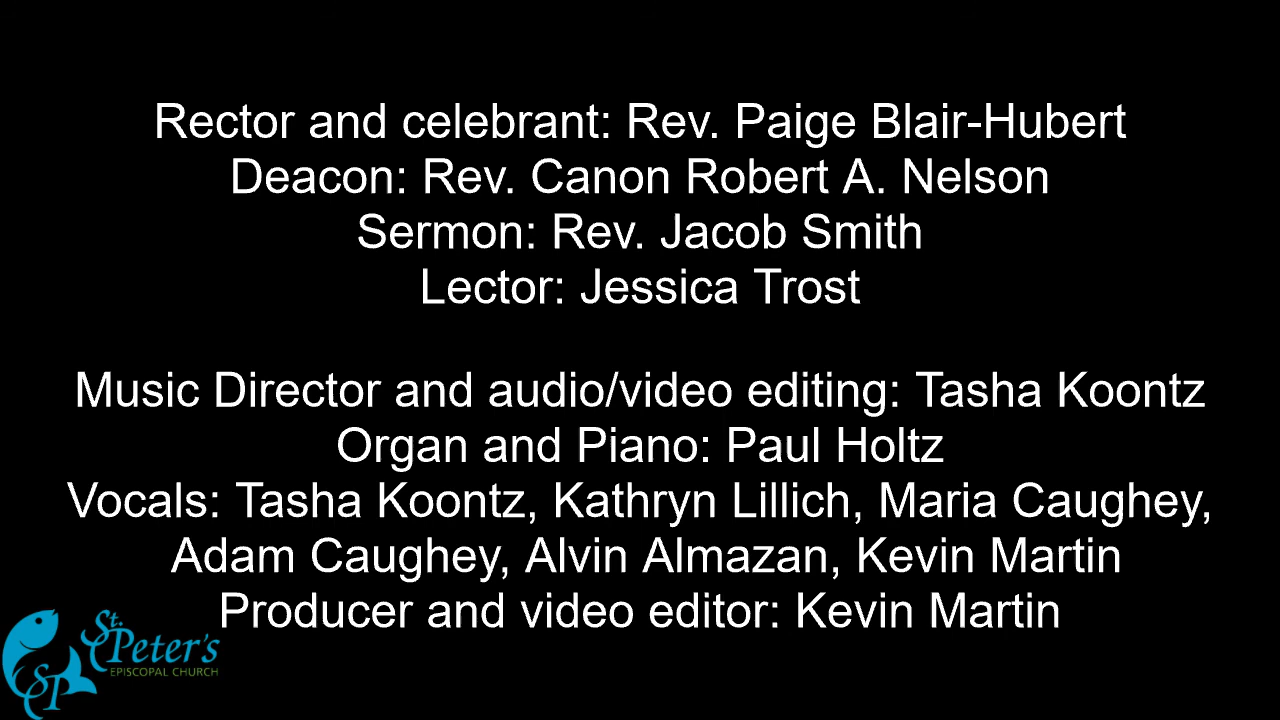 Rector and celebrant: Rev. Paige Blair-Hubert
Deacon: Rev. Canon Robert A. Nelson
Sermon: Rev. Jacob Smith
Lector: Jessica Trost
Music Director and audio/video editing: Tasha Koontz
Organ and Piano: Paul Holtz
Vocals: Tasha Koontz, Kathryn Lillich, Maria Caughey,
Adam Caughey, Alvin Almazan, Kevin Martin
Producer and video editor: Kevin Martin
St.
Peter's
EPISCOPAL CHURCH
SP